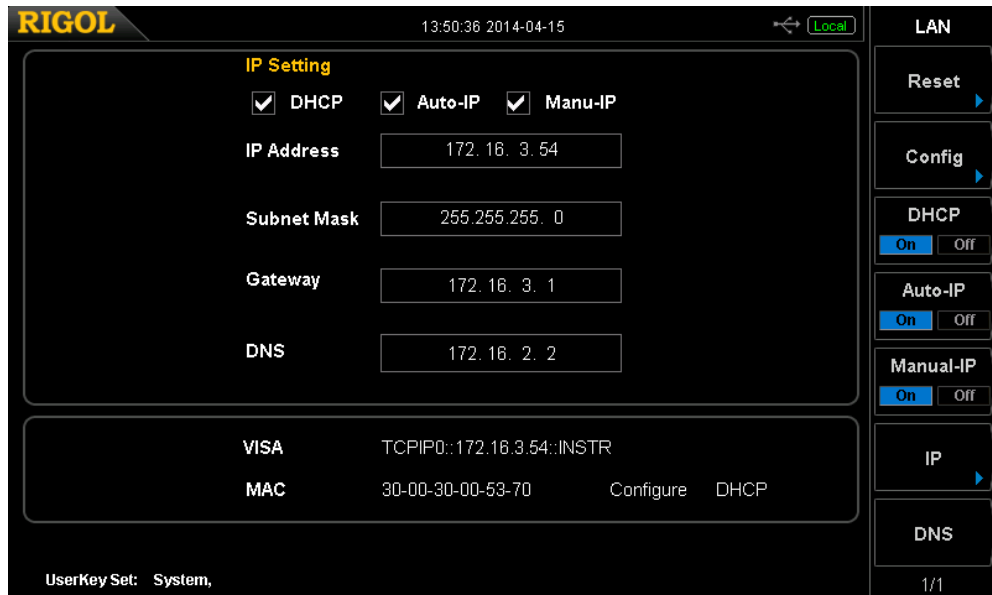 RIGOL 13:50:36 2014-04-15 Local
IP Setting
DHCP Auto-IP Manu-IP
IP Address 172. 16. 3. 54
Subnet Mask 255.255.255. 0
Gateway 172. 16. 3. 1
DNS 172. 16. 2. 2
VISA TCPIP0::172.16.3.54::INSTR
MAC 30-00-30-00-53-70 Configure DHCP
UserKey Set: System,
LAN
Reset
Config
DHCP
On Off
Auto-IP
On Off
Manual-IP
On Off
IP
DNS
1/1